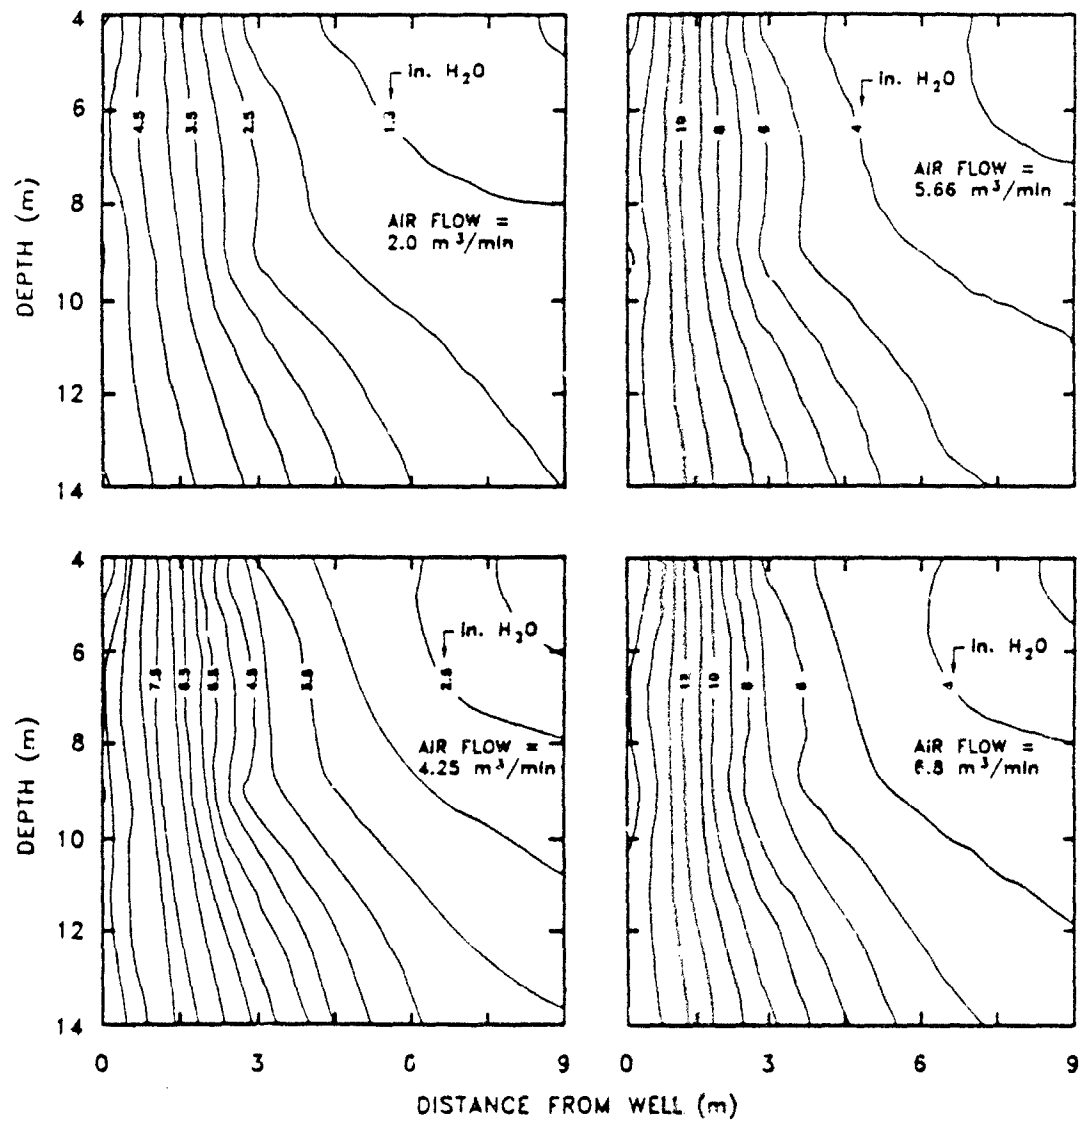 4
6
8
10
12
14
DEPTH (m)
4.5
3.5
2.5
in. H2O
AIR FLOW =
2.0 m3/min
10
8
6
4
in. H2O
AIR FLOW =
5.66 m3/min
4
6
8
10
12
14
DEPTH (m)
7.5
6.5
5.5
4.5
3.5
2.5
in. H2O
AIR FLOW =
4.25 m3/min
12
10
8
6
4
in. H2O
AIR FLOW =
6.8 m3/min
0 3 6 9
0 3 6 9
DISTANCE FROM WELL (m)